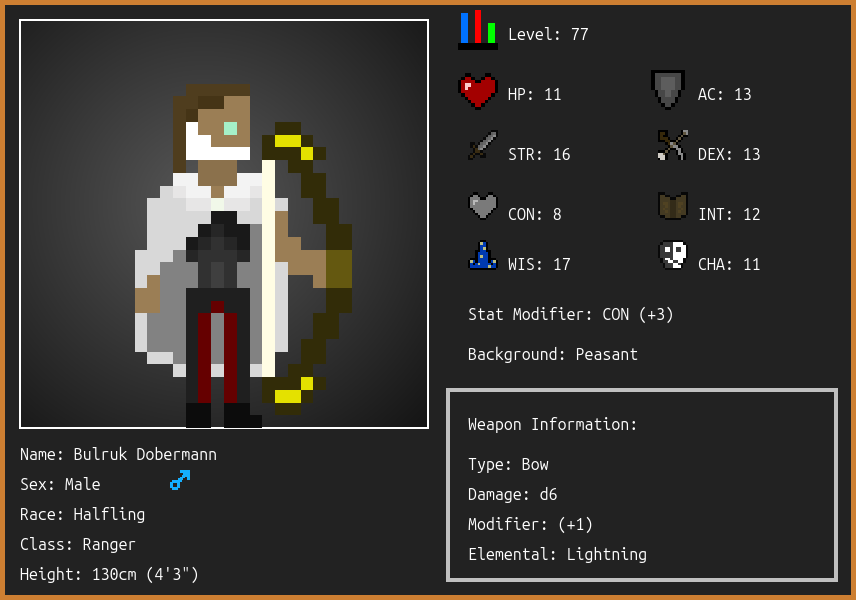 Level: 77
HP: 11
AC: 13
STR: 16
DEX: 13
CON: 8
INT: 12
WIS: 17
CHA: 11
Stat Modifier: CON (+3)
Background: Peasant
Weapon Information:
Type: Bow
Damage: d6
Modifier: (+1)
Elemental: Lightning
Name: Bulruk Dobermann
Sex: Male
Race: Halfling
Class: Ranger
Height: 130cm (4'3")